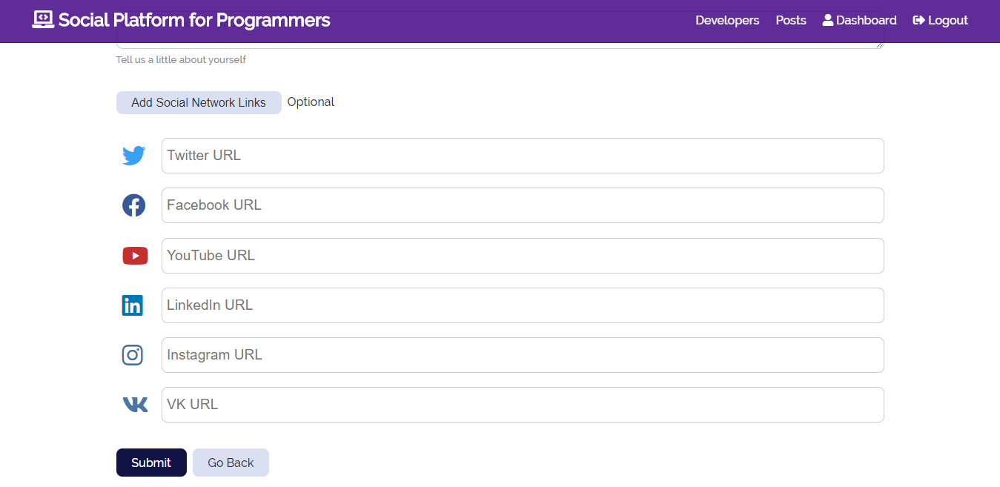 Social Platform for Programmers Developers Posts Dashboard Logout
Tell us a little about yourself
Add Social Network Links Optional
Twitter URL
Facebook URL
YouTube URL
in LinkedIn URL
Instagram URL
VK URL
Submit Go Back